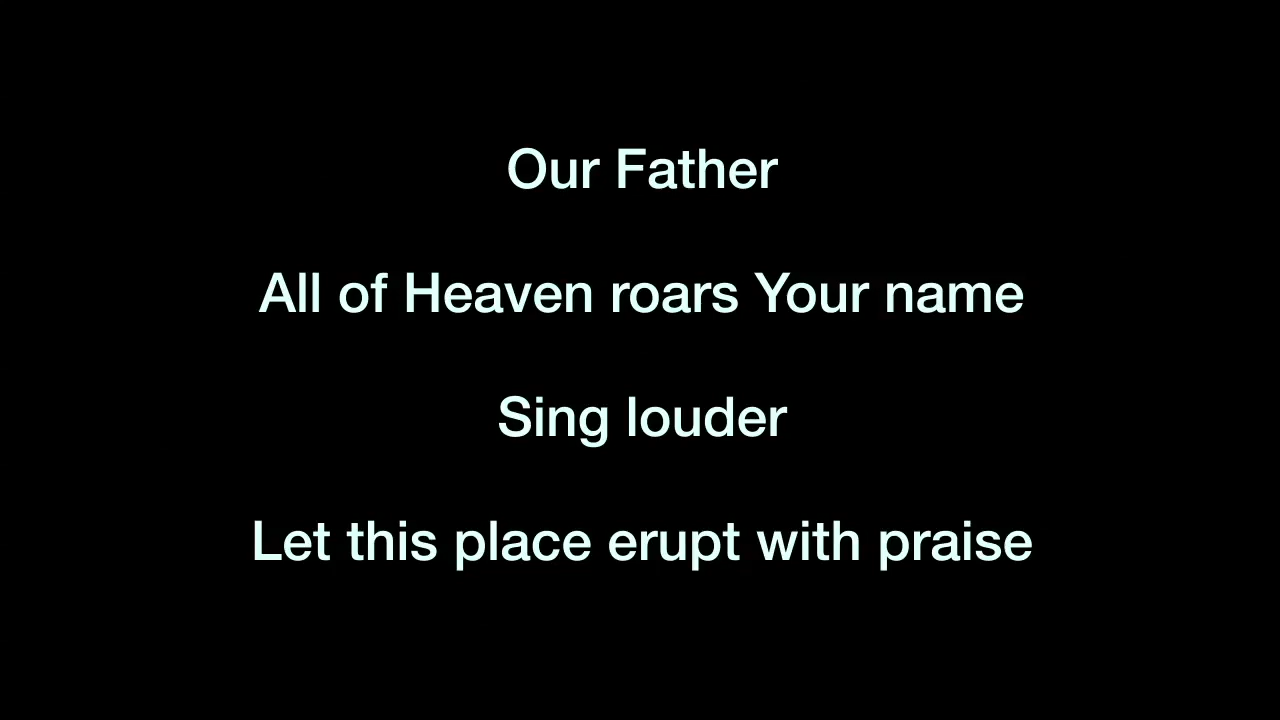 Our Father
All of Heaven roars Your name
Sing louder
Let this place erupt with praise